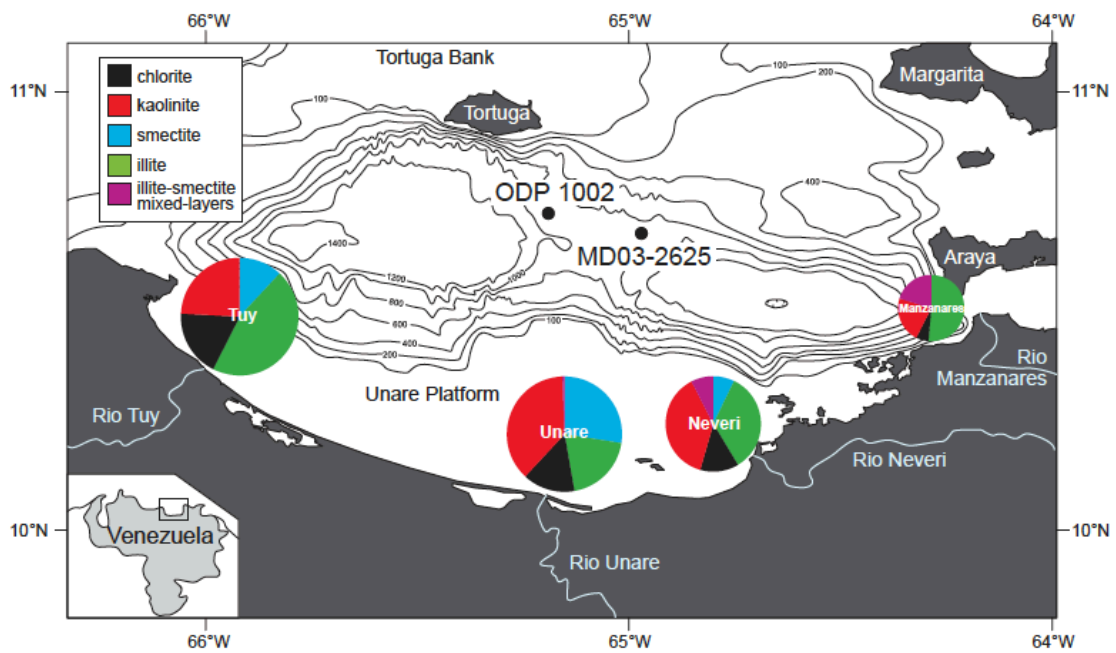 66°W
65°W
64°W
11°N
11°N
10°N
10°N
66°W
65°W
64°W
chlorite
kaolinite
smectite
illite
illite-smectite
mixed-layers
Tortuga Bank
Tortuga
Margarita
100
100
200
400
ODP 1002
MD03-2625
1400
1200
1000
800
600
400
200
100
Araya
Tuy
Manzanares
Rio
Manzanares
Unare Platform
Unare
Neveri
Rio Tuy
Rio Neveri
Rio Unare
Venezuela